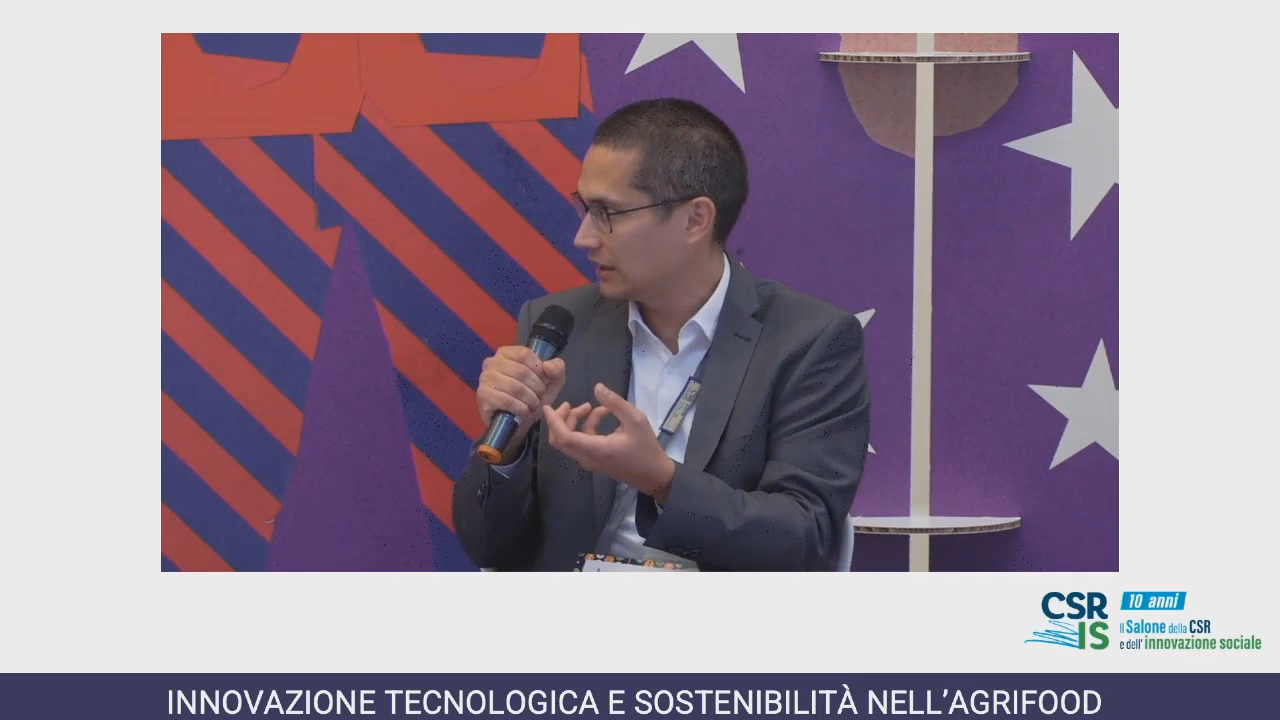 CSR
IS
10 anni
Il Salone della CSR
e dell'innovazione sociale
INNOVAZIONE TECNOLOGICA E SOSTENIBILITÀ NELL’AGRIFOOD